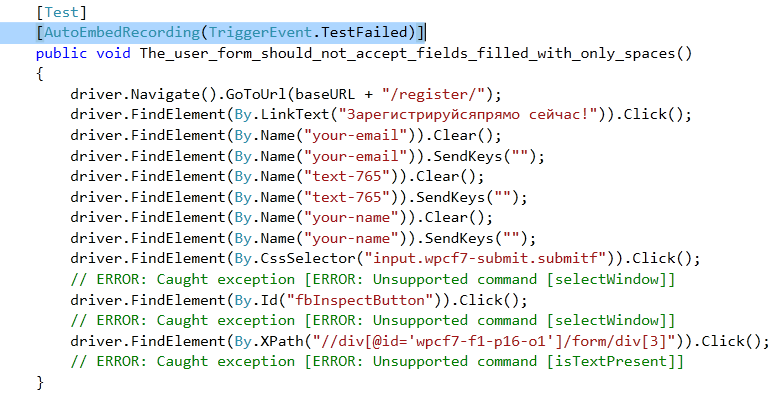 [Test]
[AutoEmbedRecording(TriggerEvent.TestFailed)]
public void The_user_form_should_not_accept_fields_filled_with_only_spaces()
{
driver.Navigate().GoToUrl(baseURL + "/register/");
driver.FindElement(By.LinkText("Зарегистрируйсяпрямо сейчас!")).Click();
driver.FindElement(By.Name("your-email")).Clear();
driver.FindElement(By.Name("your-email")).SendKeys("");
driver.FindElement(By.Name("text-765")).Clear();
driver.FindElement(By.Name("text-765")).SendKeys("");
driver.FindElement(By.Name("your-name")).Clear();
driver.FindElement(By.Name("your-name")).SendKeys("");
driver.FindElement(By.CssSelector("input.wpcf7-submit.submitf")).Click();
// ERROR: Caught exception [ERROR: Unsupported command [selectWindow]]
driver.FindElement(By.Id("fbInspectButton")).Click();
// ERROR: Caught exception [ERROR: Unsupported command [selectWindow]]
driver.FindElement(By.XPath("//div[@id='wpcf7-f1-p16-o1']/form/div[3]")).Click();
// ERROR: Caught exception [ERROR: Unsupported command [isTextPresent]]
}